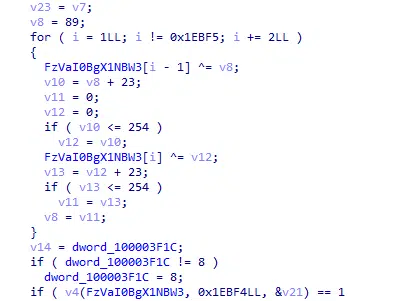 v23 = v7;
v8 = 89;
for ( i = 1LL; i != 0x1EBF5; i += 2LL )
{
FzVaI0BgX1NBW3[i - 1] ^= v8;
v10 = v8 + 23;
v11 = 0;
v12 = 0;
if ( v10 <= 254 )
v12 = v10;
FzVaI0BgX1NBW3[i] ^= v12;
v13 = v12 + 23;
if ( v13 <= 254 )
v11 = v13;
v8 = v11;
}
v14 = dword_100003F1C;
if ( dword_100003F1C != 8 )
dword_100003F1C = 8;
if ( v4(FzVaI0BgX1NBW3, 0x1EBF4LL, &v21) == 1